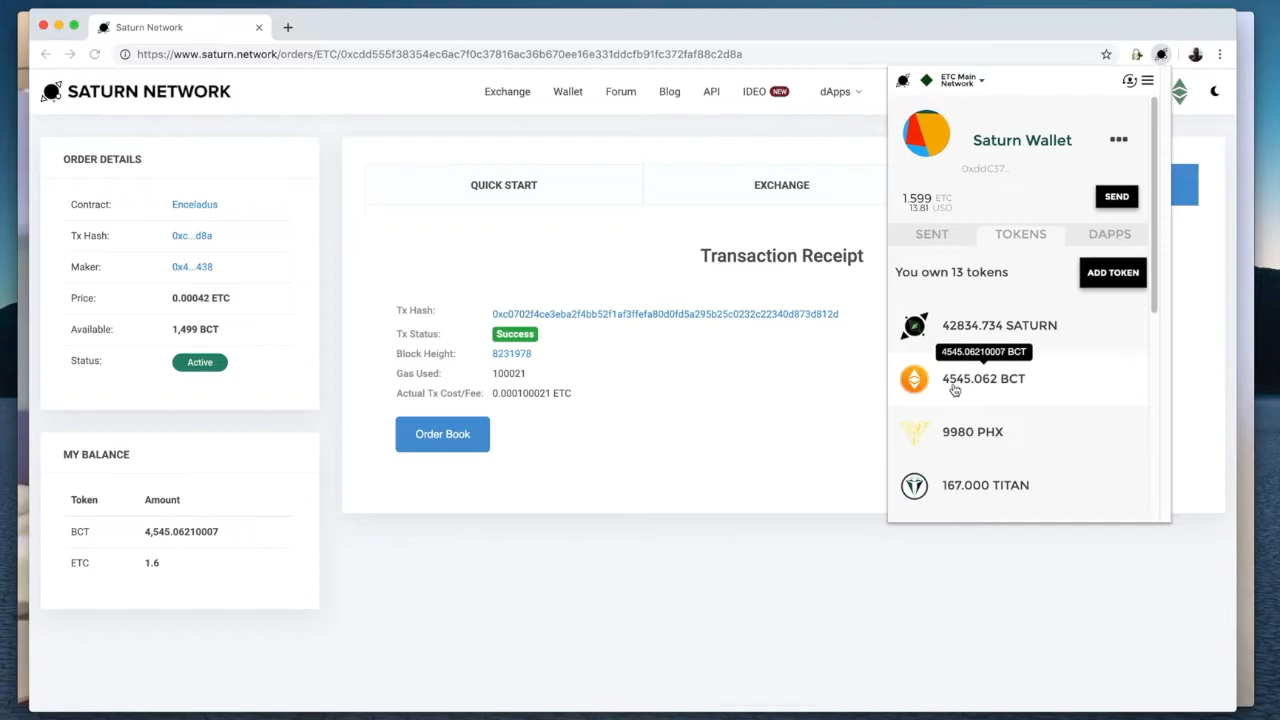 Saturn Network
https://www.saturn.network/orders/ETC/0xcdd555f38354ec6ac7f0c37816ac36b670ee16e331ddcfb91fc372faf88c2d8a
SATURN NETWORK
Exchange
Wallet
Forum
Blog
API
IDEO NEW
dApps
ORDER DETAILS
Contract: Enceladus
Tx Hash: 0xc...d8a
Maker: 0x4...438
Price: 0.00042 ETC
Available: 1,499 BCT
Status: Active
MY BALANCE
Token Amount
BCT 4,545.06210007
ETC 1.6
QUICK START
EXCHANGE
Transaction Receipt
Tx Hash: 0xc0702f4ce3eba2f4bb52f1af3ffefa80d0fd5a295b25c0232c22340d873d812d
Tx Status: Success
Block Height: 8231978
Gas Used: 100021
Actual Tx Cost/Fee: 0.000100021 ETC
Order Book
ETC Main
Network
Saturn Wallet
0xddC37...
1.599 ETC
13.81 USD
SEND
SENT
TOKENS
DAPPS
You own 13 tokens
ADD TOKEN
42834.734 SATURN
4545.06210007 BCT
4545.062 BCT
9980 PHX
167.000 TITAN